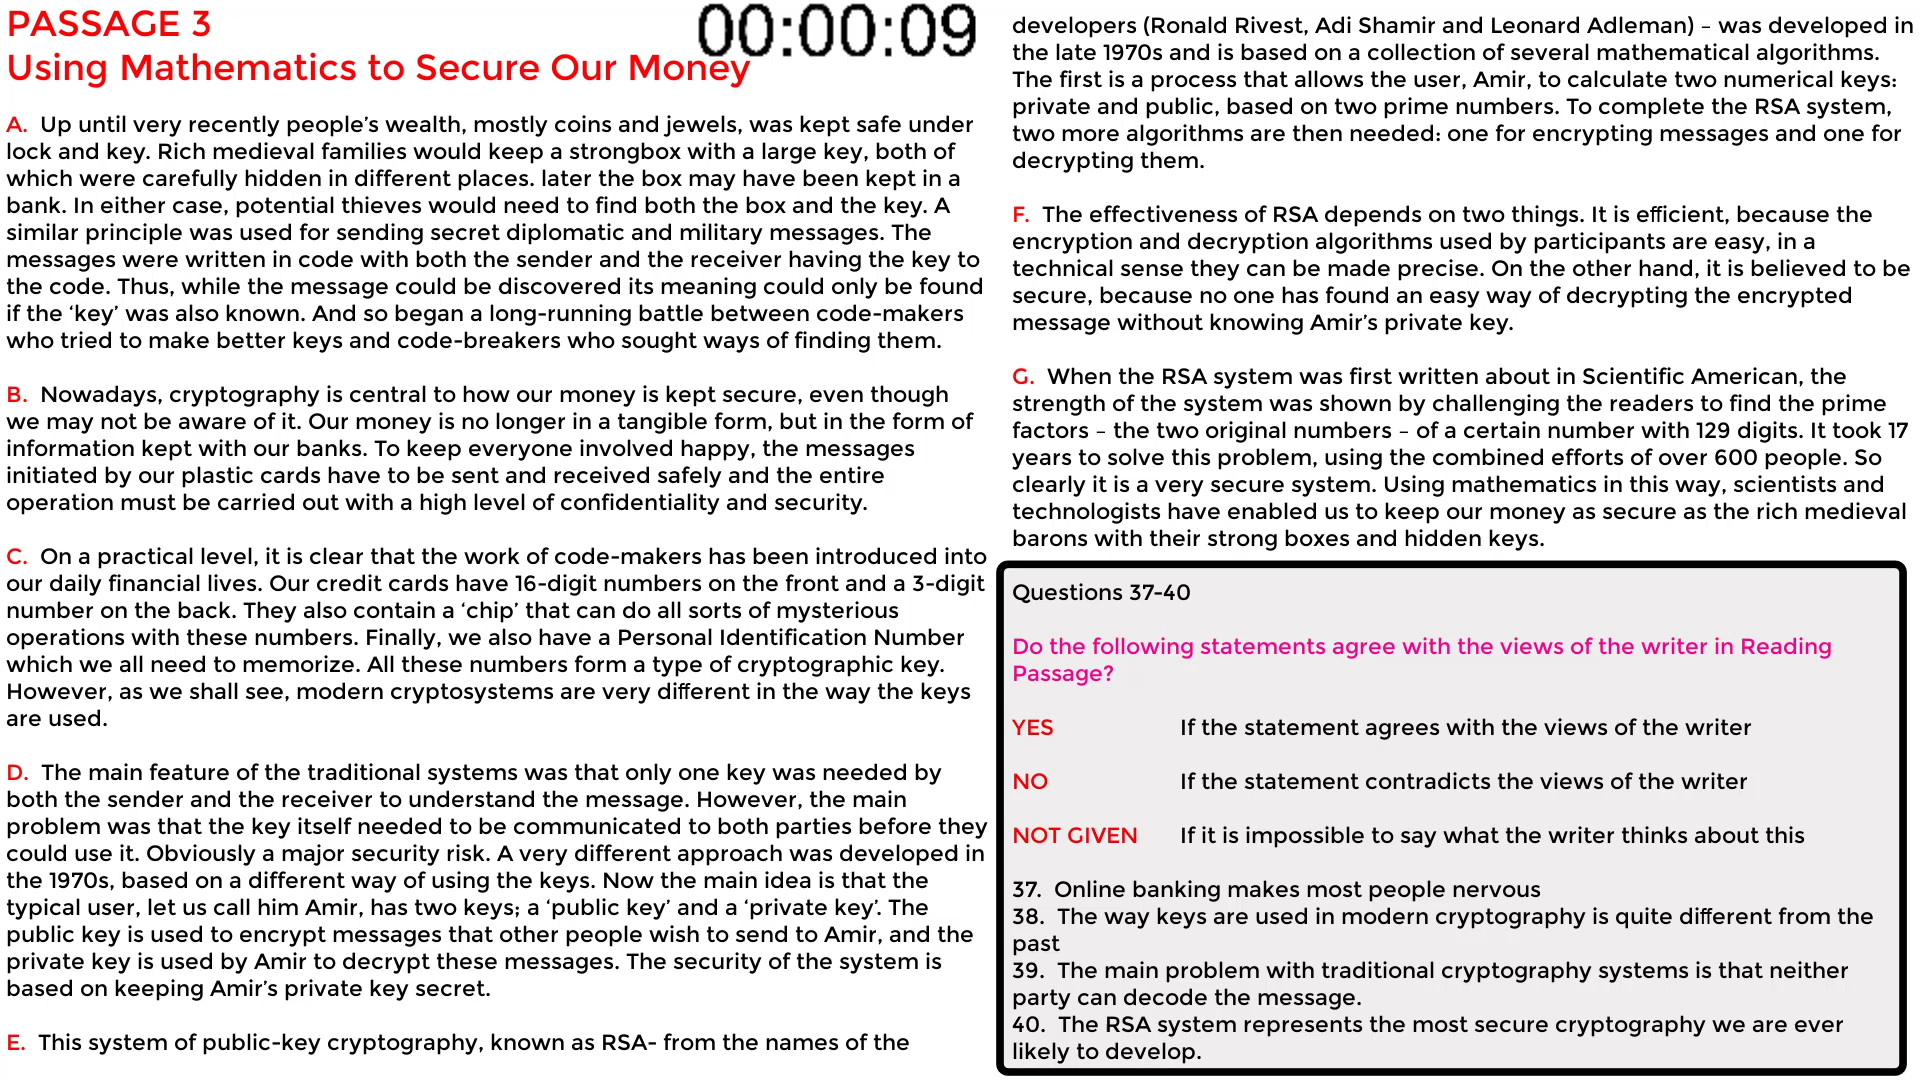 PASSAGE 3
00:00:09
Using Mathematics to Secure Our Money
A. Up until very recently people's wealth, mostly coins and jewels, was kept safe under
lock and key. Rich medieval families would keep a strongbox with a large key, both of
which were carefully hidden in different places. later the box may have been kept in a
bank. In either case, potential thieves would need to find both the box and the key. A
similar principle was used for sending secret diplomatic and military messages. The
messages were written in code with both the sender and the receiver having the key to
the code. Thus, while the message could be discovered its meaning could only be found
if the ‘key’ was also known. And so began a long-running battle between code-makers
who tried to make better keys and code-breakers who sought ways of finding them.
B. Nowadays, cryptography is central to how our money is kept secure, even though
we may not be aware of it. Our money is no longer in a tangible form, but in the form of
information kept with our banks. To keep everyone involved happy, the messages
initiated by our plastic cards have to be sent and received safely and the entire
operation must be carried out with a high level of confidentiality and security.
C. On a practical level, it is clear that the work of code-makers has been introduced into
our daily financial lives. Our credit cards have 16-digit numbers on the front and a 3-digit
number on the back. They also contain a ‘chip’ that can do all sorts of mysterious
operations with these numbers. Finally, we also have a Personal Identification Number
which we all need to memorize. All these numbers form a type of cryptographic key.
However, as we shall see, modern cryptosystems are very different in the way the keys
are used.
D. The main feature of the traditional systems was that only one key was needed by
both the sender and the receiver to understand the message. However, the main
problem was that the key itself needed to be communicated to both parties before they
could use it. Obviously a major security risk. A very different approach was developed in
the 1970s, based on a different way of using the keys. Now the main idea is that the
typical user, let us call him Amir, has two keys; a ‘public key’ and a ‘private key’. The
public key is used to encrypt messages that other people wish to send to Amir, and the
private key is used by Amir to decrypt these messages. The security of the system is
based on keeping Amir's private key secret.
E. This system of public-key cryptography, known as RSA- from the names of the
developers (Ronald Rivest, Adi Shamir and Leonard Adleman) – was developed in
the late 1970s and is based on a collection of several mathematical algorithms.
The first is a process that allows the user, Amir, to calculate two numerical keys:
private and public, based on two prime numbers. To complete the RSA system,
two more algorithms are then needed: one for encrypting messages and one for
decrypting them.
F. The effectiveness of RSA depends on two things. It is efficient, because the
encryption and decryption algorithms used by participants are easy, in a
technical sense they can be made precise. On the other hand, it is believed to be
secure, because no one has found an easy way of decrypting the encrypted
message without knowing Amir's private key.
G. When the RSA system was first written about in Scientific American, the
strength of the system was shown by challenging the readers to find the prime
factors – the two original numbers – of a certain number with 129 digits. It took 17
years to solve this problem, using the combined efforts of over 600 people. So
clearly it is a very secure system. Using mathematics in this way, scientists and
technologists have enabled us to keep our money as secure as the rich medieval
barons with their strong boxes and hidden keys.
Questions 37-40
Do the following statements agree with the views of the writer in Reading
Passage?
YES If the statement agrees with the views of the writer
NO If the statement contradicts the views of the writer
NOT GIVEN If it is impossible to say what the writer thinks about this
37. Online banking makes most people nervous
38. The way keys are used in modern cryptography is quite different from the
past
39. The main problem with traditional cryptography systems is that neither
party can decode the message.
40. The RSA system represents the most secure cryptography we are ever
likely to develop.